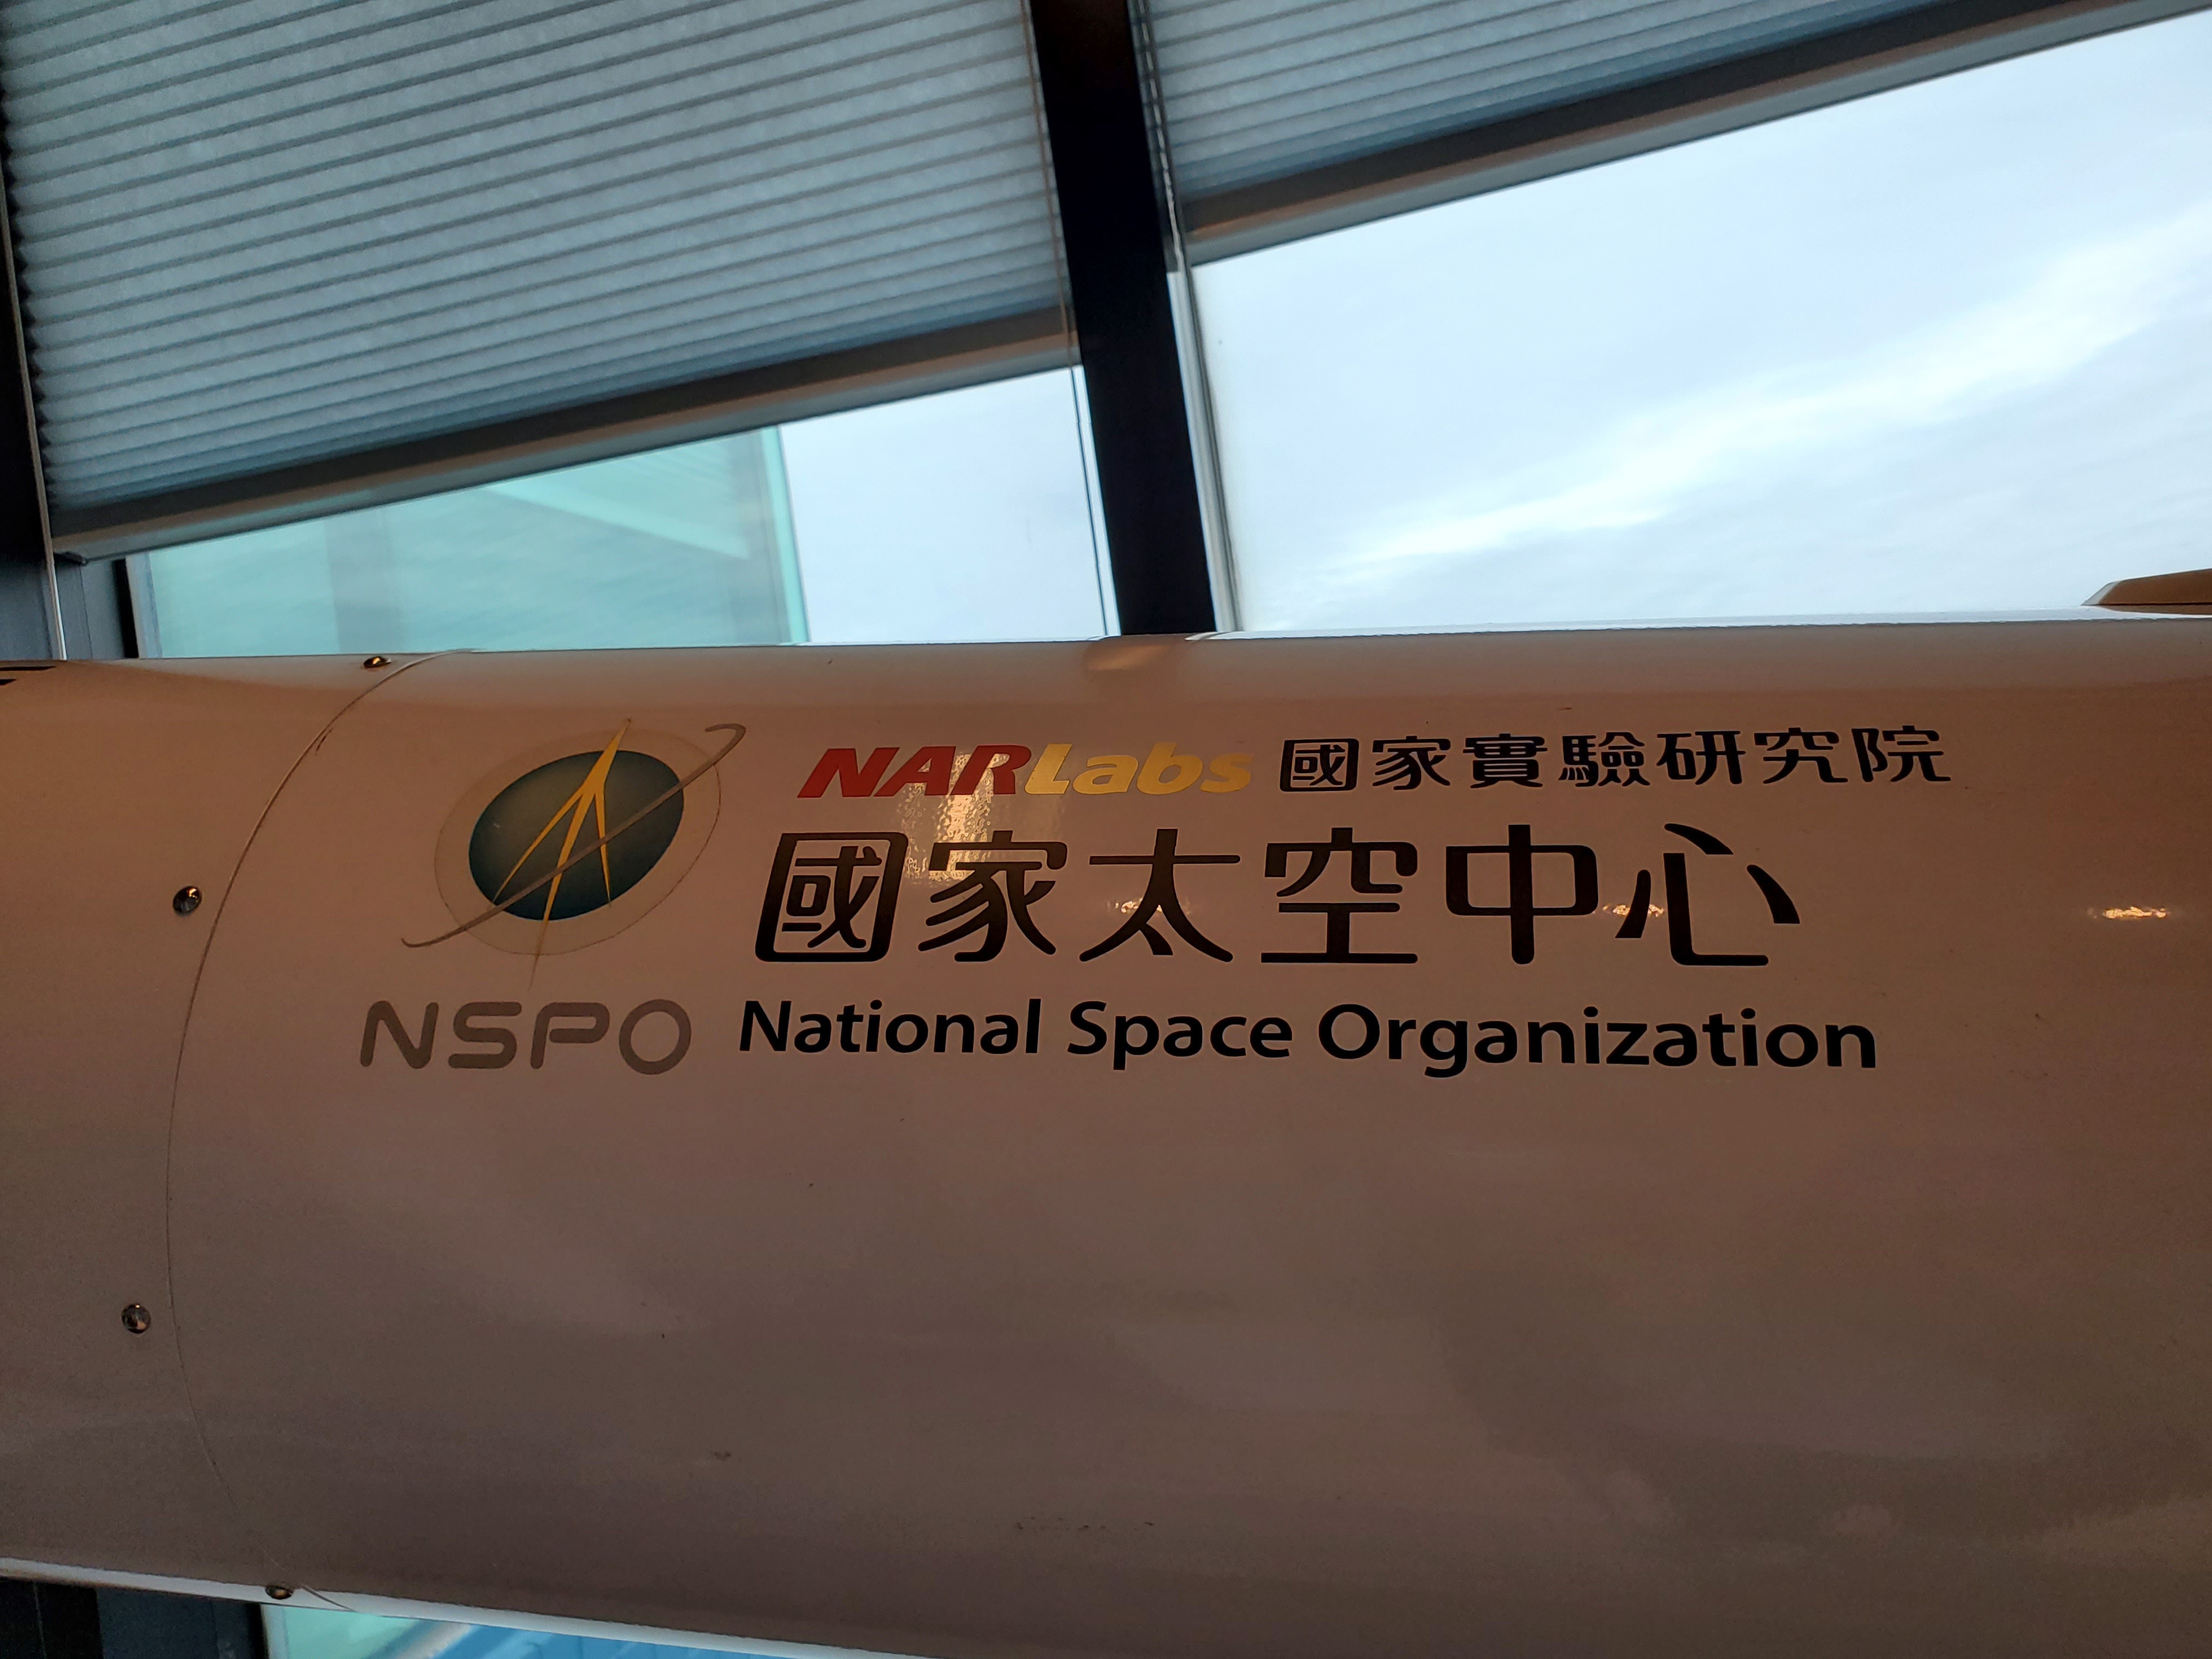 NARLabs 國家實驗研究院
國家太空中心
NSPO National Space Organization